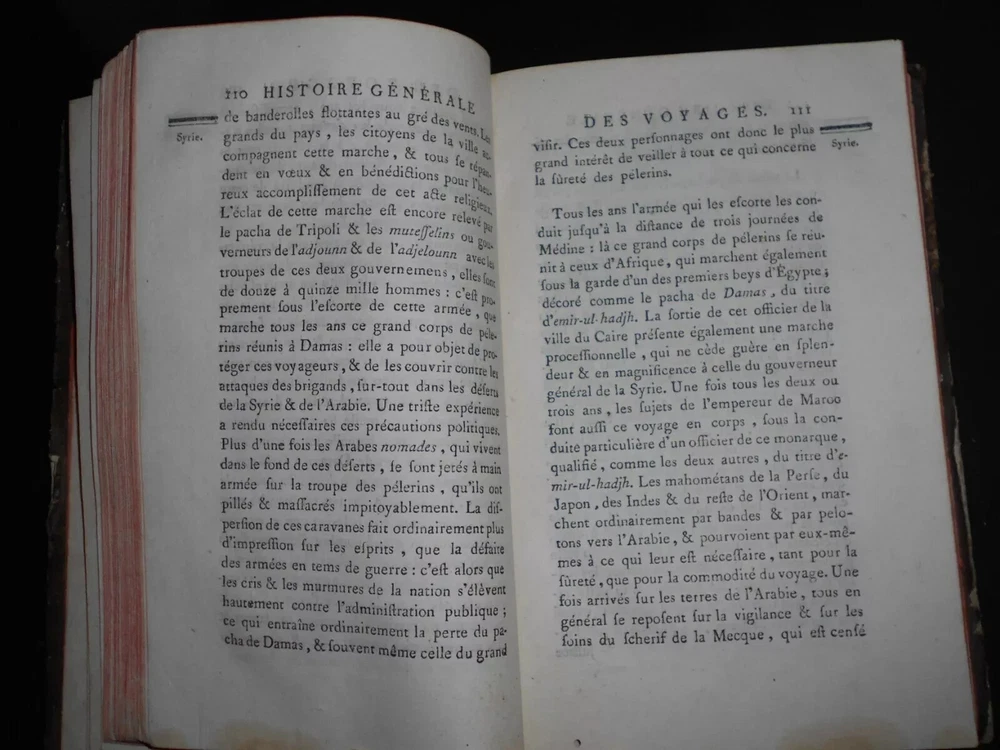 110 HISTOIRE GÉNÉRALE
Syrie.
de banderolles flottantes au gré des vents. Les
grands du pays , les citoyens de la ville ac-
compagnent cette marche , & tous ſe répan-
dent en vœux & en bénédictions pour l'heu-
reux accompliſſement de cet acte religieux.
L'éclat de cette marche eſt encore relevé par
le pacha de Tripoli & les muteſſelins ou gou-
verneurs de l'adjounn & de l'adjelounn avec les
troupes de ces deux gouvernemens , elles ſont
de douze à quinze mille hommes : c'eſt pro-
prement ſous l'eſcorte de cette armée , que
marche tous les ans ce grand corps de péle-
rins réunis à Damas : elle a pour objet de pro-
téger ces voyageurs , & de les couvrir contre les
attaques des brigands , ſur-tout dans les déſerts
de la Syrie & de l'Arabie. Une triſte expérience
a rendu néceſſaires ces précautions politiques.
Plus d'une fois les Arabes nomades , qui vivent
dans le fond de ces déſerts , ſe ſont jetés à main
armée ſur la troupe des pélerins , qu'ils ont
pillés & maſſacrés impitoyablement. La diſ-
perſion de ces caravanes fait ordinairement plus
d'impreſſion ſur les eſprits , que la défaite
des armées en tems de guerre : c'eſt alors que
les cris & les murmures de la nation s'élèvent
hautement contre l'adminiſtration publique ;
ce qui entraîne ordinairement la perte du pa-
cha de Damas , & ſouvent même celle du grand
DES VOYAGES. 111
Syrie.
viſir. Ces deux perſonnages ont donc le plus
grand intérêt de veiller à tout ce qui concerne
la ſûreté des pélerins.
Tous les ans l'armée qui les eſcorte les con-
duit juſqu'à la diſtance de trois journées de
Médine : là ce grand corps de pélerins ſe réu-
nit à ceux d'Afrique , qui marchent également
ſous la garde d'un des premiers beys d'Égypte ;
décoré comme le pacha de Damas , du titre
d'emir-ul-hadjh. La ſortie de cet officier de la
ville du Caire préſente également une marche
proceſſionnelle , qui ne cède guère en ſplen-
deur & en magnificence à celle du gouverneur
général de la Syrie. Une fois tous les deux ou
trois ans , les ſujets de l'empereur de Maroc
font auſſi ce voyage en corps , ſous la con-
duite particulière d'un officier de ce monarque ,
qualifié , comme les deux autres , du titre d'e-
mir-ul-hadjh. Les mahométans de la Perſe , du
Japon , des Indes & du reſte de l'Orient , mar-
chent ordinairement par bandes & par pelo-
tons vers l'Arabie , & pourvoient par eux-mê-
mes à ce qui leur eſt néceſſaire , tant pour la
ſûreté , que pour la commodité du voyage. Une
fois arrivés ſur les terres de l'Arabie , tous en
général ſe repoſent ſur la vigilance & ſur les
ſoins du ſcherif de la Mecque , qui eſt cenſé